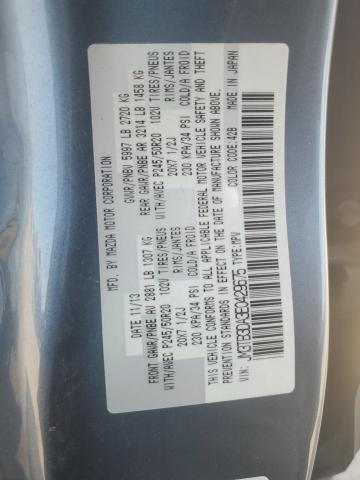 MFG. BY MAZDA MOTOR CORPORATION
DATE 11/13 GVWR/PNBV 5997 LB 2720 KG
FRONT GAWR/PNBE AV 2881 LB 1307 KG REAR GAWR/PNBE AR 3214 LB 1458 KG
WITH/AVEC P245/50R20 102V TIRES/PNEUS WITH/AVEC P245/50R20 102V TIRES/PNEUS
20X7 1/2J RIMS/JANTES 20X7 1/2J RIMS/JANTES
230 KPA/34 PSI COLD/A FROID 230 KPA/34 PSI COLD/A FROID
THIS VEHICLE CONFORMS TO ALL APPLICABLE FEDERAL MOTOR VEHICLE SAFETY AND THEFT
PREVENTION STANDARDS IN EFFECT ON THE DATE OF MANUFACTURE SHOWN ABOVE.
JM3TB3DV3E0428675 TYPE:MPV COLOR CODE:42B MADE IN JAPAN